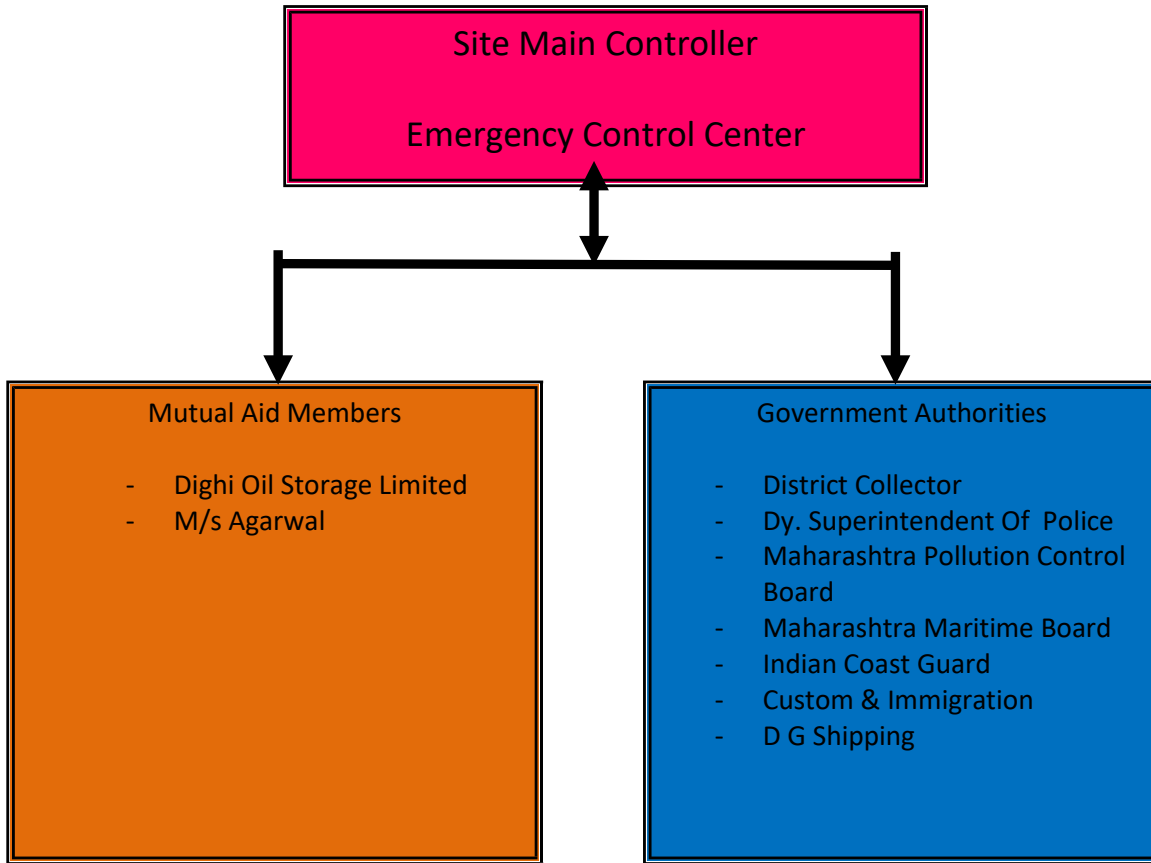 Site Main Controller
Emergency Control Center
Mutual Aid Members
- Dighi Oil Storage Limited
- M/s Agarwal
Government Authorities
- District Collector
- Dy. Superintendent Of  Police
- Maharashtra Pollution Control
Board
- Maharashtra Maritime Board
- Indian Coast Guard
- Custom & Immigration
- D G Shipping